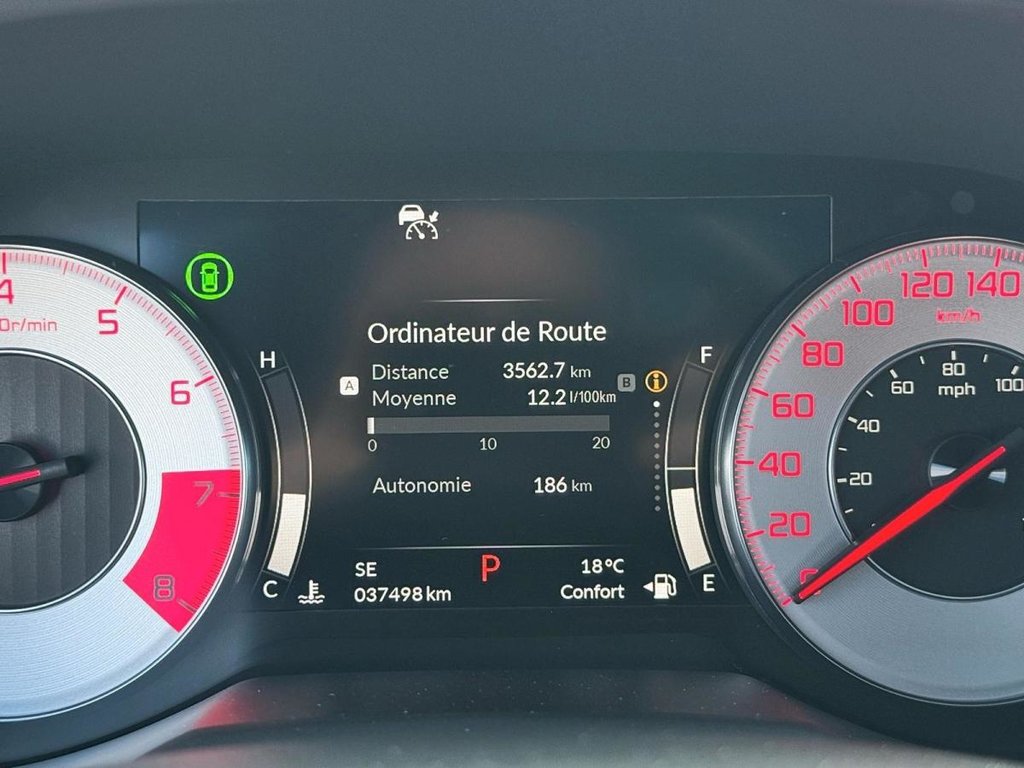 4
5
6
7
8
0r/min
H
C
Ordinateur de Route
A
Distance 3562.7 km
Moyenne 12.2 l/100km
B
0 10 20
Autonomie 186 km
SE P 18°C
037498 km Confort
F
E
20
40
60
80
100
120
140
km/h
20
40
60
80
100
mph